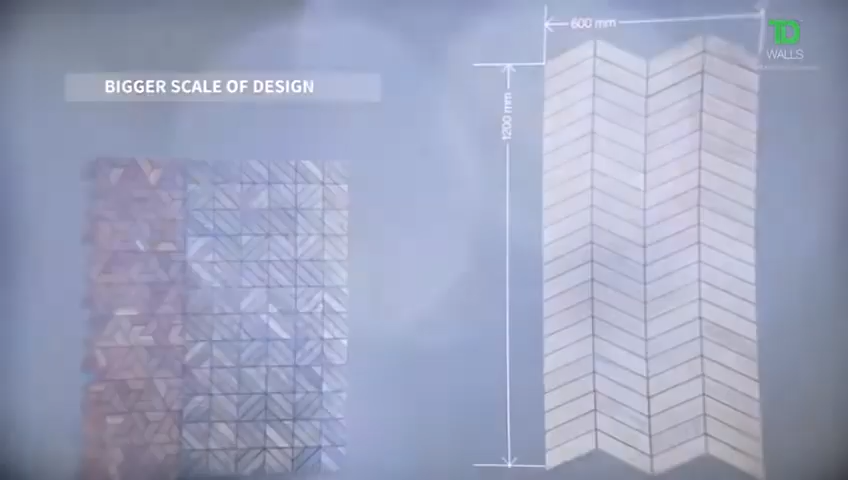 600 mm
TD
WALLS
BIGGER SCALE OF DESIGN
1200 mm